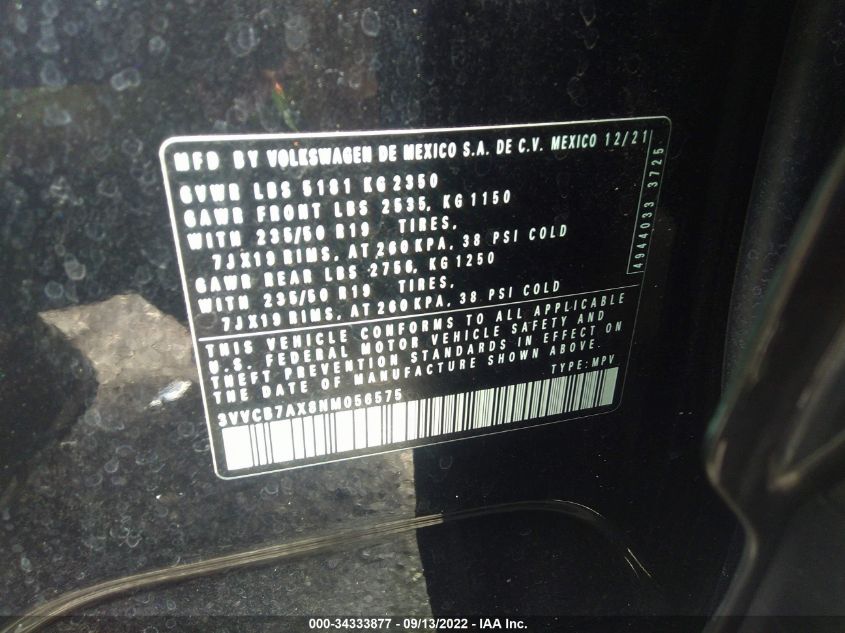 MFD BY VOLKSWAGEN DE MEXICO S.A. DE C.V. MEXICO 12/21
GVWR LBS 5181 KG 2350
GAWR FRONT LBS 2535, KG 1150
WITH 235/50 R19 TIRES,
7JX19 RIMS, AT 260 KPA, 38 PSI COLD
GAWR REAR LBS 2756, KG 1250
WITH 235/50 R19 TIRES,
7JX19 RIMS, AT 260 KPA, 38 PSI COLD
4944033 3725
THIS VEHICLE CONFORMS TO ALL APPLICABLE
U.S. FEDERAL MOTOR VEHICLE SAFETY AND
THEFT PREVENTION STANDARDS IN EFFECT ON
THE DATE OF MANUFACTURE SHOWN ABOVE.
TYPE: MPV
3VVCB7AX8NM056575
000-34333877 - 09/13/2022 - IAA Inc.